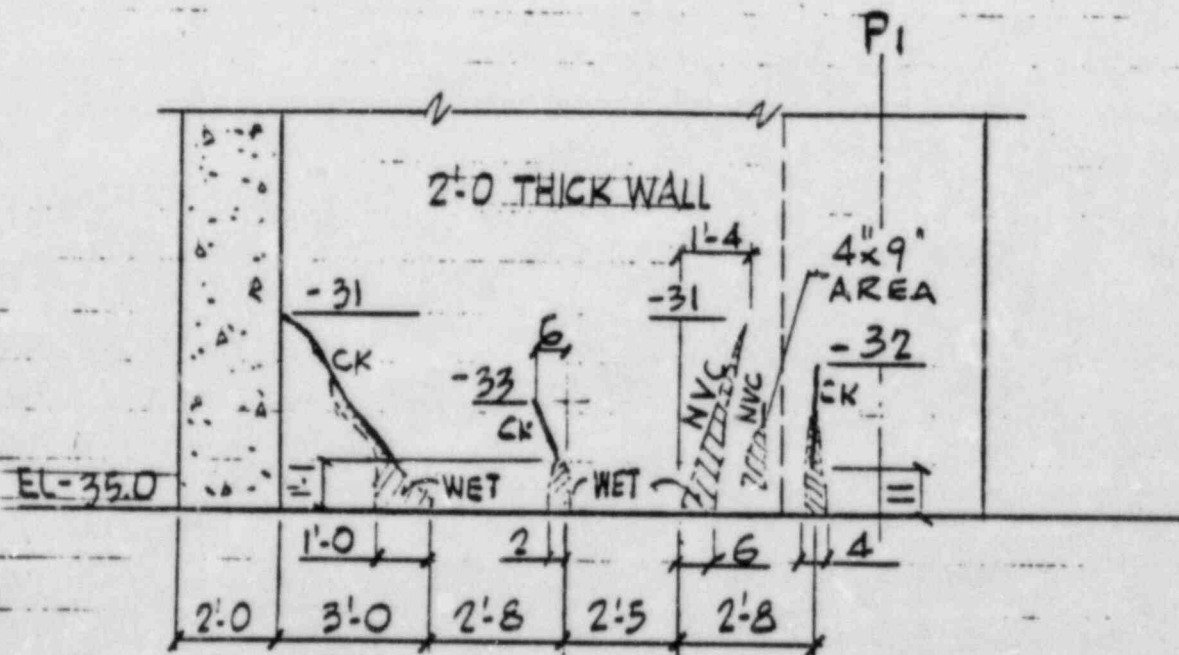 P1
2'-0 THICK WALL
1'-4
4"x9"
AREA
-31
-31
6
-32
CK
-33
NVC
NVC
CK
CK
EL-35.0
WET
WET
1'-0
2
6
4
2'-0
3'-0
2'-8
2'-5
2'-8